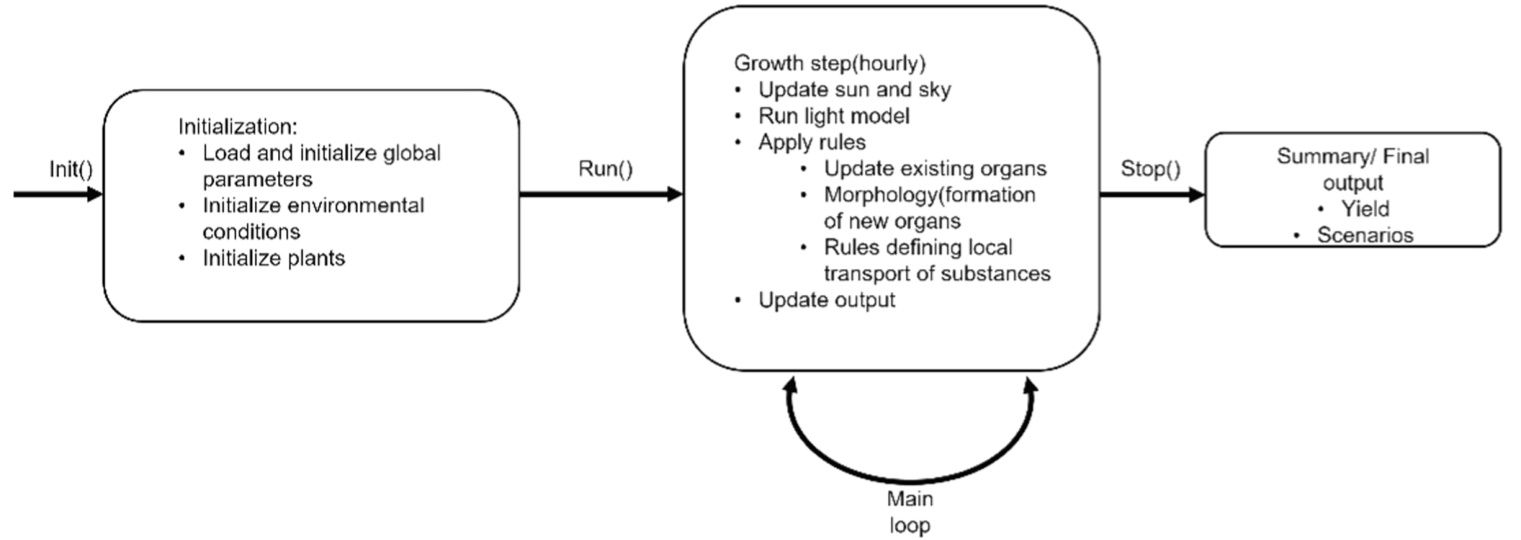 Init()
Initialization:
• Load and initialize global
parameters
• Initialize environmental
conditions
• Initialize plants
Run()
Growth step(hourly)
• Update sun and sky
• Run light model
• Apply rules
• Update existing organs
• Morphology(formation
of new organs
• Rules defining local
transport of substances
• Update output
Main
loop
Stop()
Summary/ Final
output
• Yield
• Scenarios